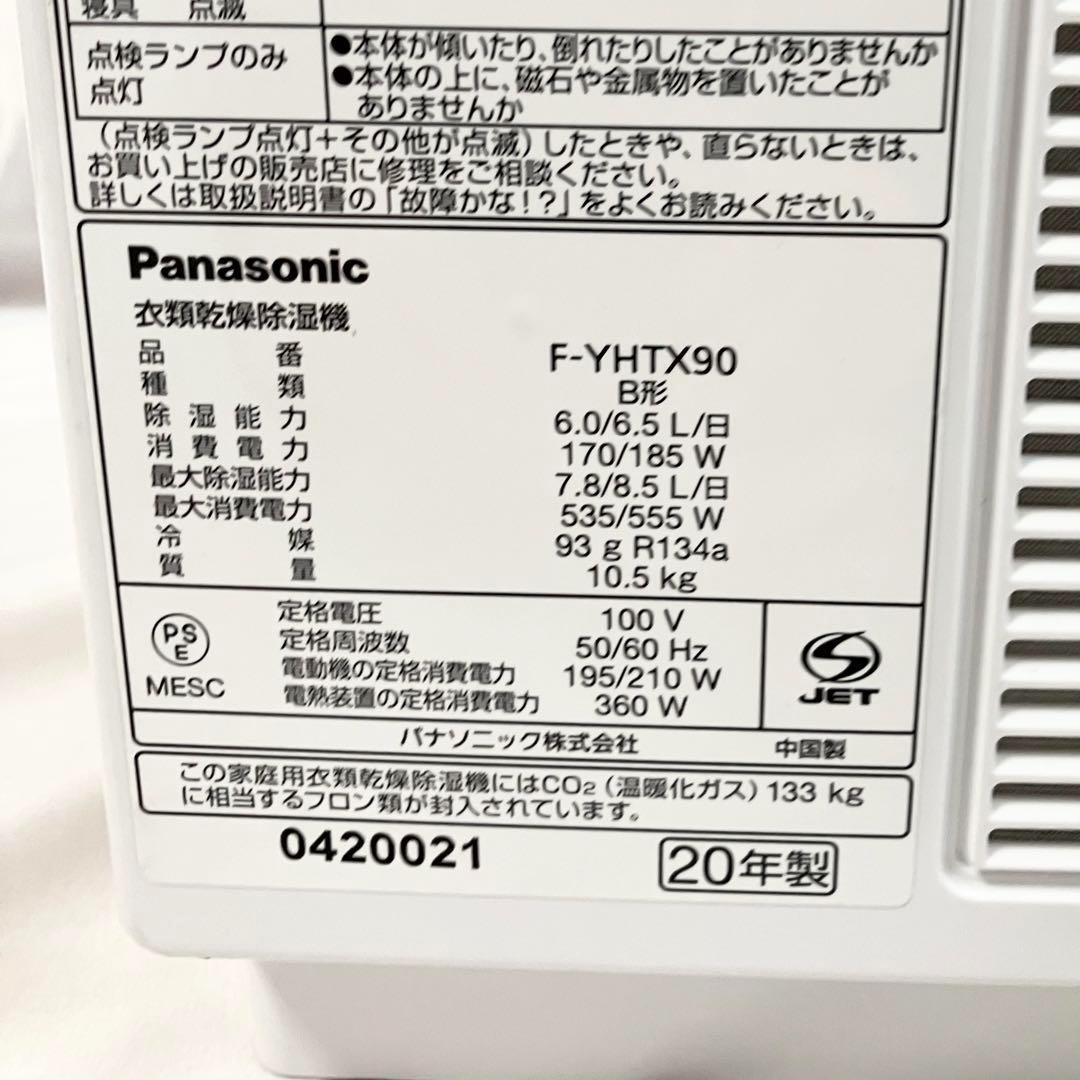 寝具 点滅
点検ランプのみ
点灯
●本体が傾いたり、倒れたりしたことがありませんか
●本体の上に、磁石や金属物を置いたことが
ありませんか
(点検ランプ点灯+その他が点滅)したときや、直らないときは、
お買い上げの販売店に修理をご相談ください。
詳しくは取扱説明書の「故障かな!?」をよくお読みください。
Panasonic
衣類乾燥除湿機
品番 F-YHTX90
種類 B形
除湿能力 6.0/6.5 L/日
消費電力 170/185 W
最大除湿能力 7.8/8.5 L/日
最大消費電力 535/555 W
冷媒 93 g R134a
質量 10.5 kg
PSE
MESC
定格電圧 100 V
定格周波数 50/60 Hz
電動機の定格消費電力 195/210 W
電熱装置の定格消費電力 360 W
JET
パナソニック株式会社 中国製
この家庭用衣類乾燥除湿機にはCO2(温暖化ガス)133 kg
に相当するフロン類が封入されています。
0420021 20年製